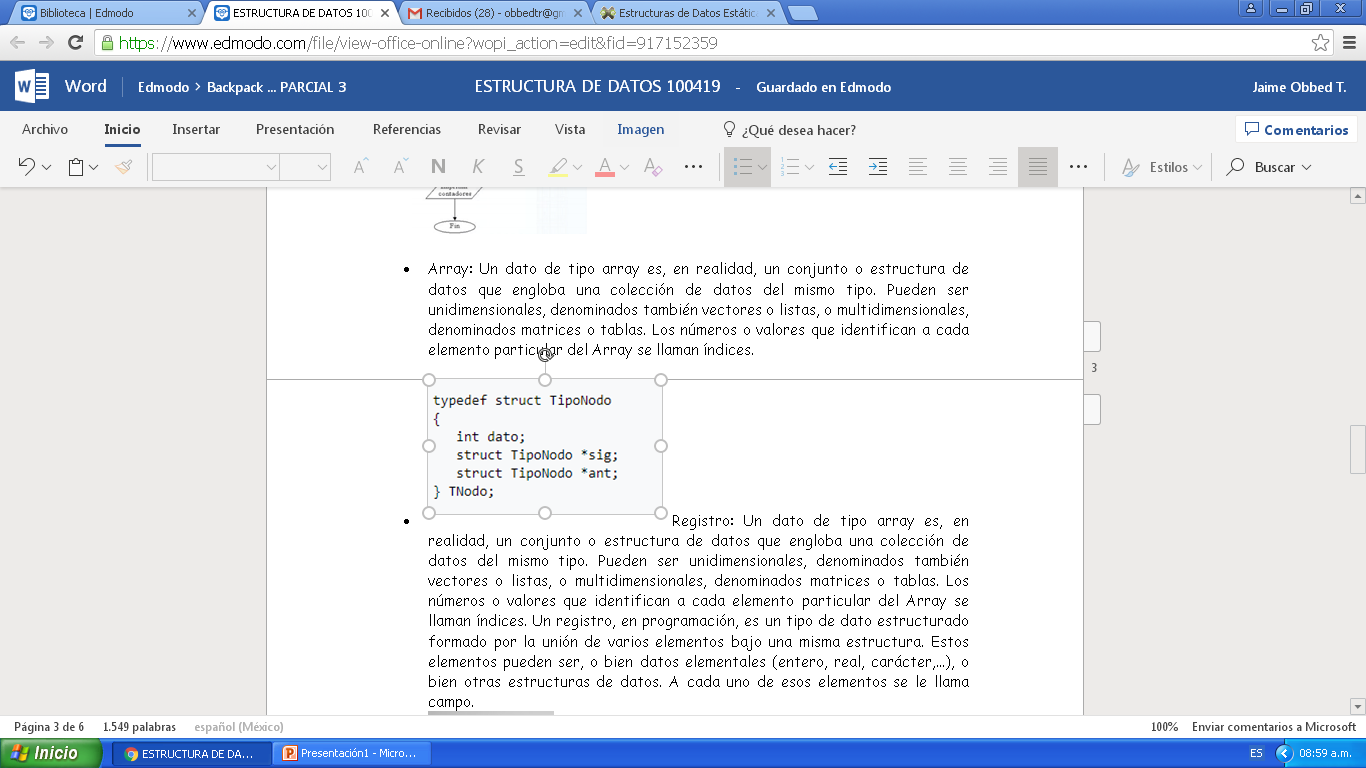 Biblioteca | Edmodo
ESTRUCTURA DE DATOS 100
Recibidos (28) - obbedtr@gm
Estructuras de Datos Estátic
https://www.edmodo.com/file/view-office-online?wopi_action=edit&fid=917152359
Word
Edmodo > Backpack ... PARCIAL 3
ESTRUCTURA DE DATOS 100419 - Guardado en Edmodo
Jaime Obbed T.
Archivo Inicio Insertar Presentación Referencias Revisar Vista Imagen ¿Qué desea hacer? Comentarios
A A N K S A A ... ... Estilos Buscar
contadores
Fin
• Array: Un dato de tipo array es, en realidad, un conjunto o estructura de
datos que engloba una colección de datos del mismo tipo. Pueden ser
unidimensionales, denominados también vectores o listas, o multidimensionales,
denominados matrices o tablas. Los números o valores que identifican a cada
elemento particular del Array se llaman índices.
3
typedef struct TipoNodo
{
int dato;
struct TipoNodo *sig;
struct TipoNodo *ant;
} TNodo;
• Registro: Un dato de tipo array es, en
realidad, un conjunto o estructura de datos que engloba una colección de
datos del mismo tipo. Pueden ser unidimensionales, denominados también
vectores o listas, o multidimensionales, denominados matrices o tablas. Los
números o valores que identifican a cada elemento particular del Array se
llaman índices. Un registro, en programación, es un tipo de dato estructurado
formado por la unión de varios elementos bajo una misma estructura. Estos
elementos pueden ser, o bien datos elementales (entero, real, carácter,...), o
bien otras estructuras de datos. A cada uno de esos elementos se le llama
campo.
Página 3 de 6 1.549 palabras español (México) 100% Enviar comentarios a Microsoft
Inicio ESTRUCTURA DE DA... Presentación1 - Micro... ES 08:59 a.m.